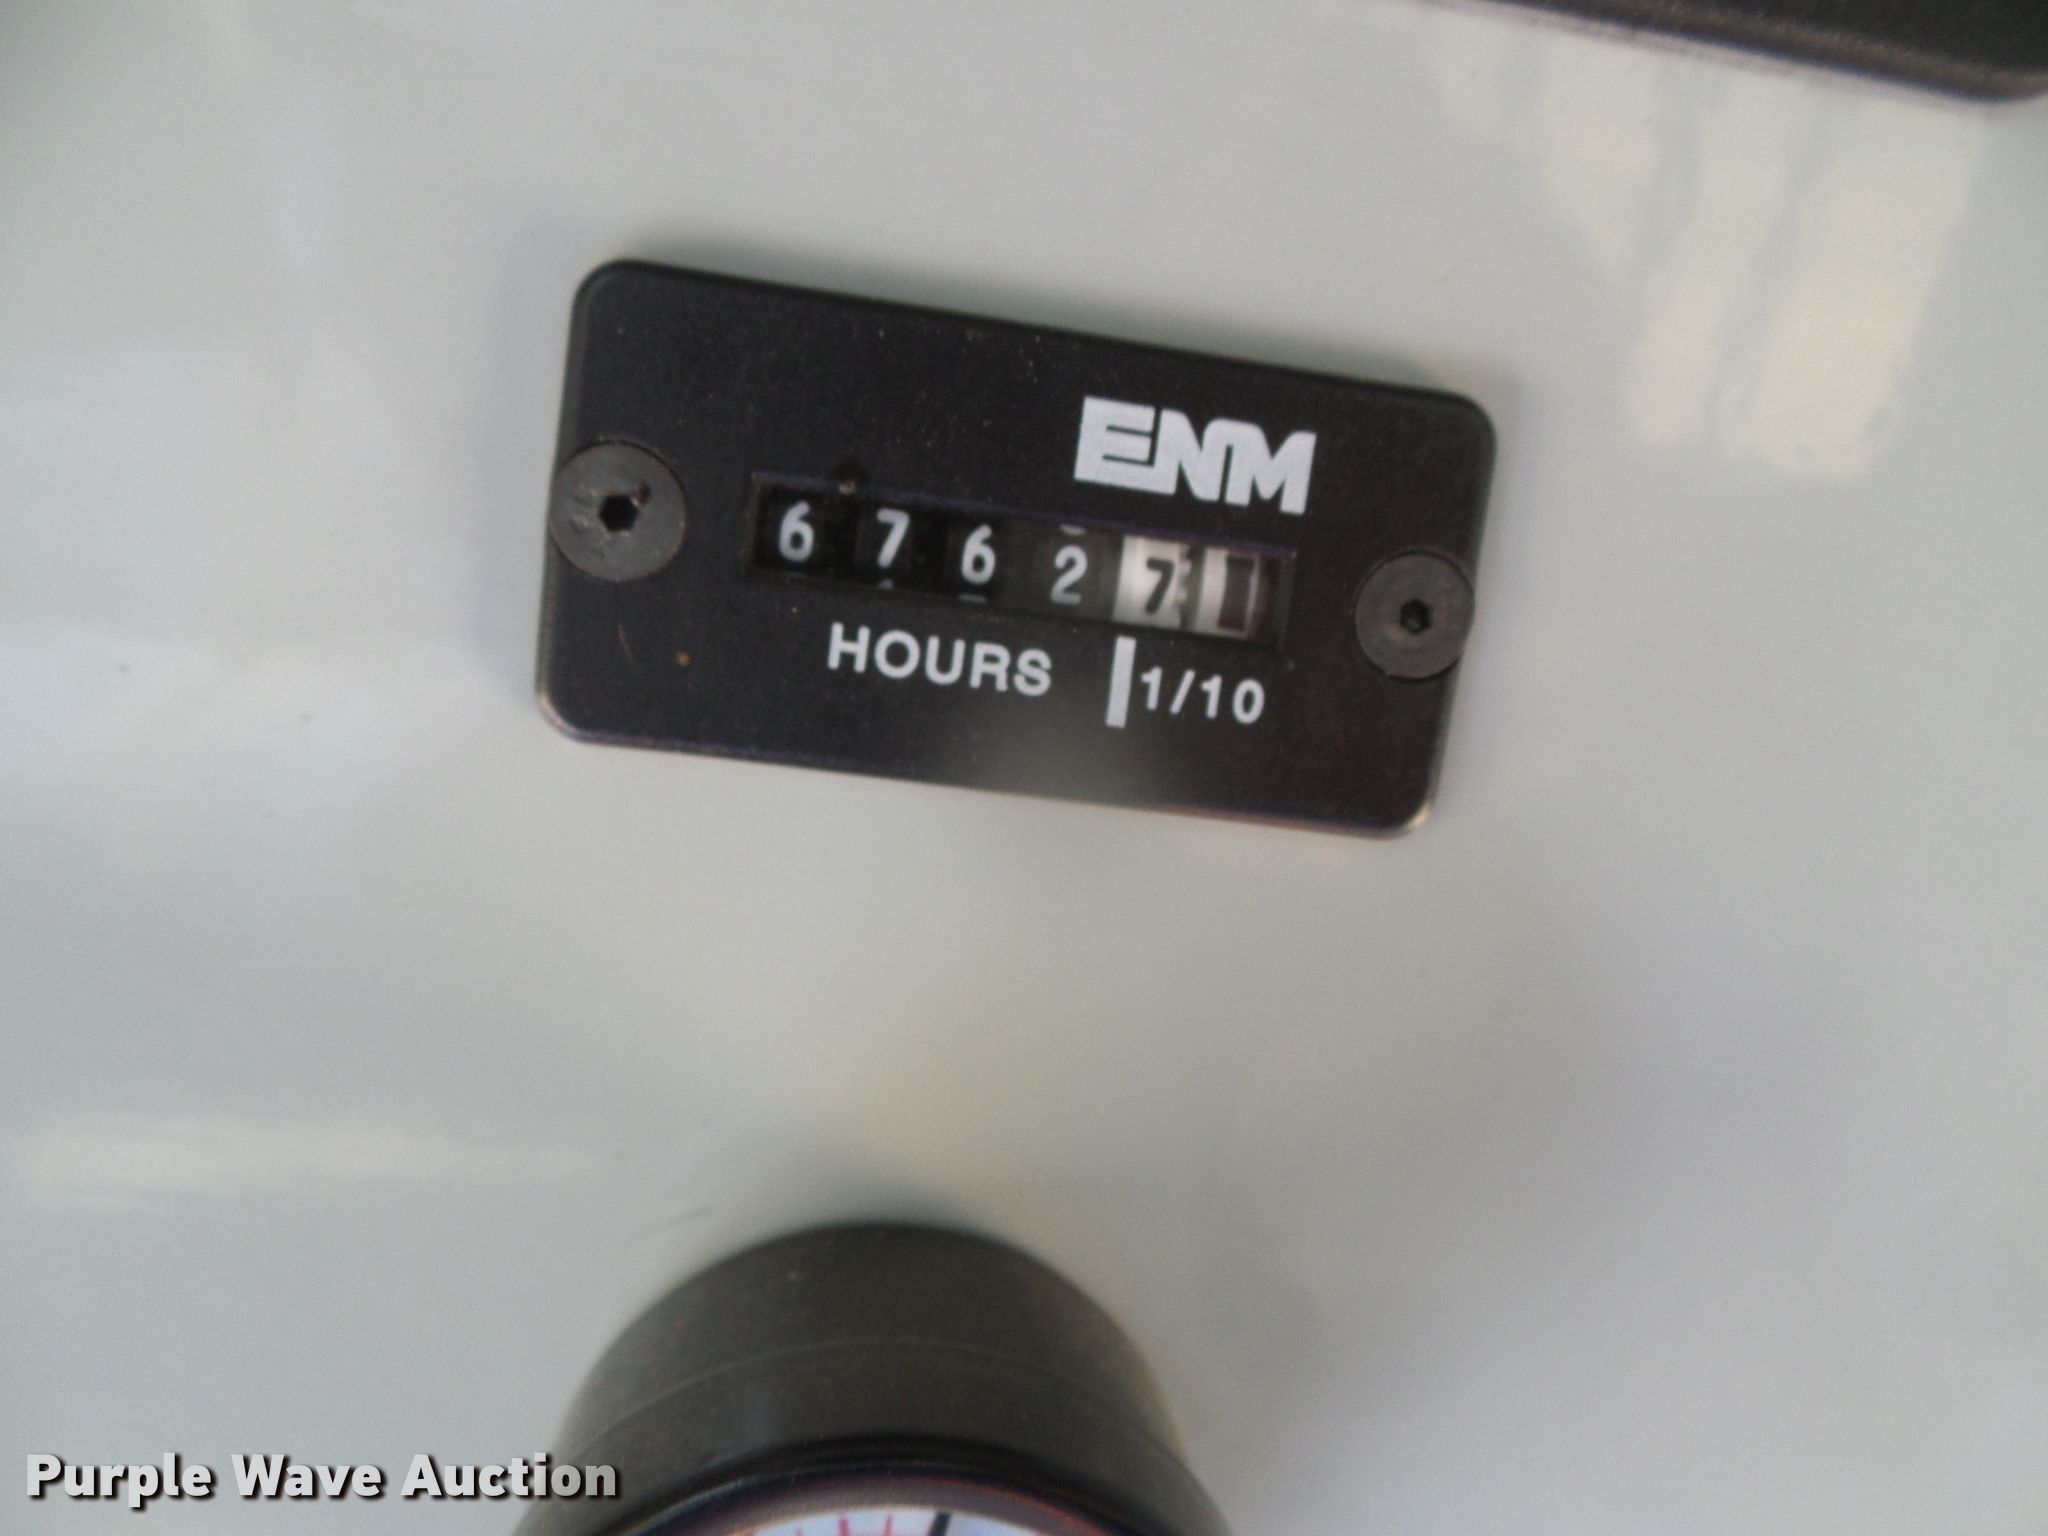 ENM
6 7 6 2 7
HOURS 1/10
Purple Wave Auction